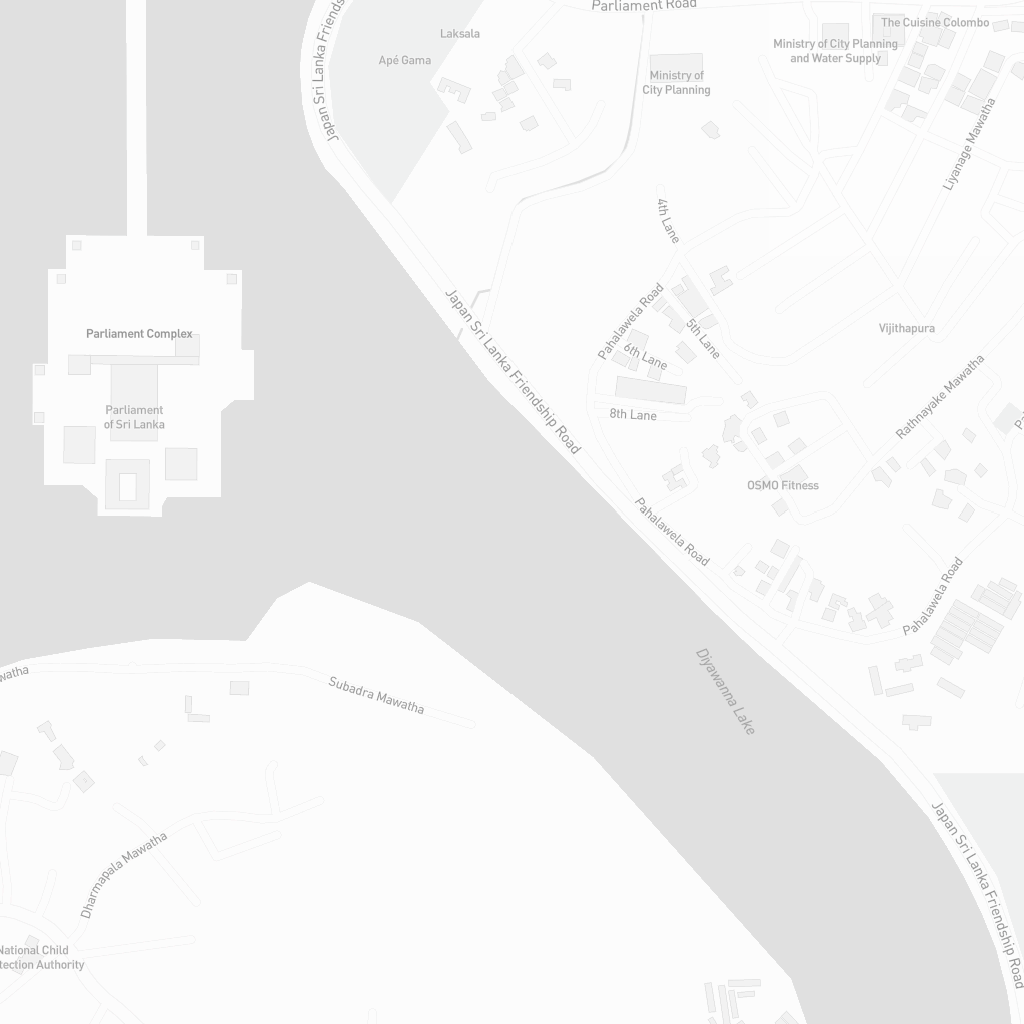 Parliament Road
The Cuisine Colombo
Laksala
Ministry of City Planning
and Water Supply
Apé Gama
Ministry of
City Planning
Japan Sri Lanka Friends
Liyanage Mawatha
4th Lane
Pahalawela Road
Parliament Complex
5th Lane
Vijithapura
6th Lane
Japan Sri Lanka Friendship Road
Rathnayake Mawatha
Parliament
of Sri Lanka
8th Lane
Pa
OSMO Fitness
Pahalawela Road
Pahalawela Road
Diyawanna Lake
watha
Subadra Mawatha
Japan Sri Lanka Friendship Road
Dharmapala Mawatha
National Child
tection Authority